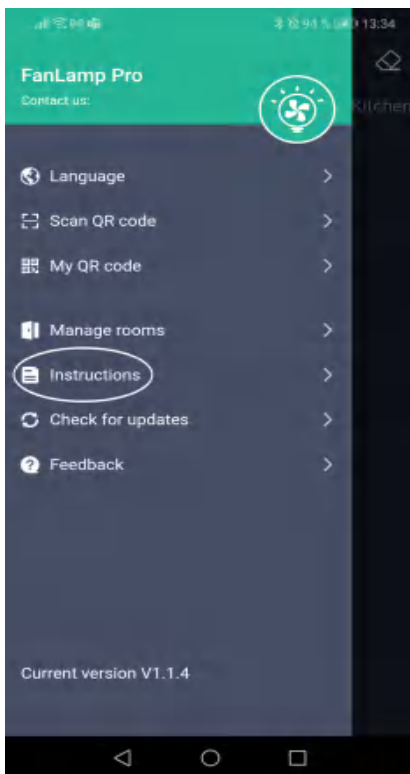 13:34
FanLamp Pro
Contact us:
Kitchen
Language
Scan QR code
My QR code
Manage rooms
Instructions
Check for updates
Feedback
Current version V1.1.4